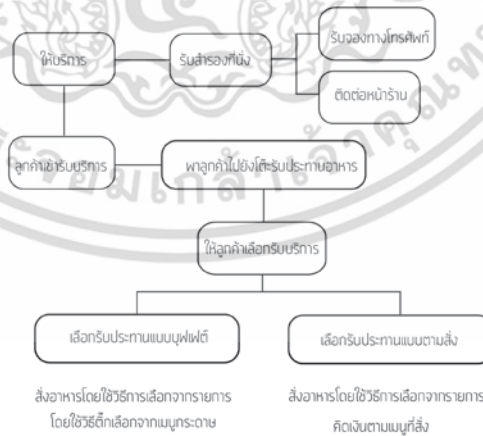 รับจองทางโทรศัพท์
ให้บริการ
รับสำรองที่นั่ง
ติดต่อหน้าร้าน
ลูกค้าเข้ารับบริการ
พาลูกค้าไปยังโต๊ะรับประทานอาหาร
ให้ลูกค้าเลือกรับบริการ
เลือกรับประทานแบบบุฟเฟต์
เลือกรับประทานแบบตามสั่ง
สั่งอาหารโดยใช้วิธีการเลือกจากรายการ
โดยใช้วิธีติ๊กเลือกจากเมนูกระดาษ
สั่งอาหารโดยใช้วิธีการเลือกจากรายการ
คิดเงินตามเมนูที่สั่ง